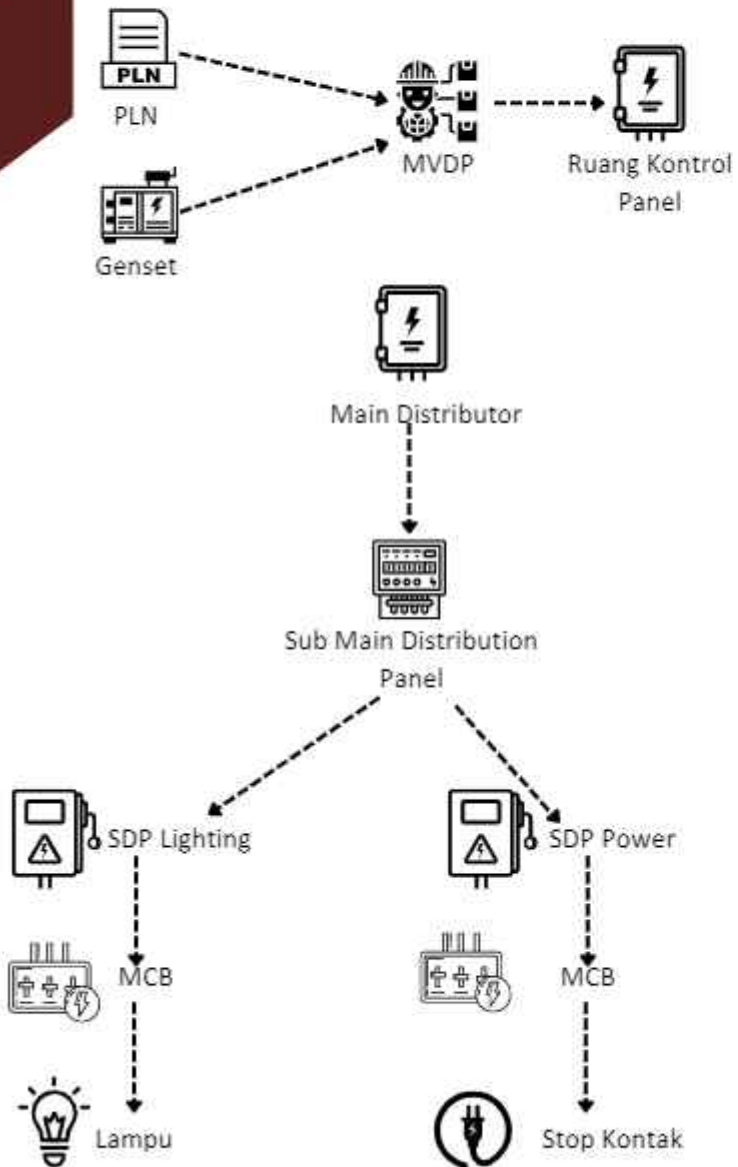 PLN
PLN
MVDP
Ruang Kontrol
Panel
Genset
Main Distributor
Sub Main Distribution
Panel
SDP Lighting
SDP Power
MCB
MCB
Lampu
Stop Kontak